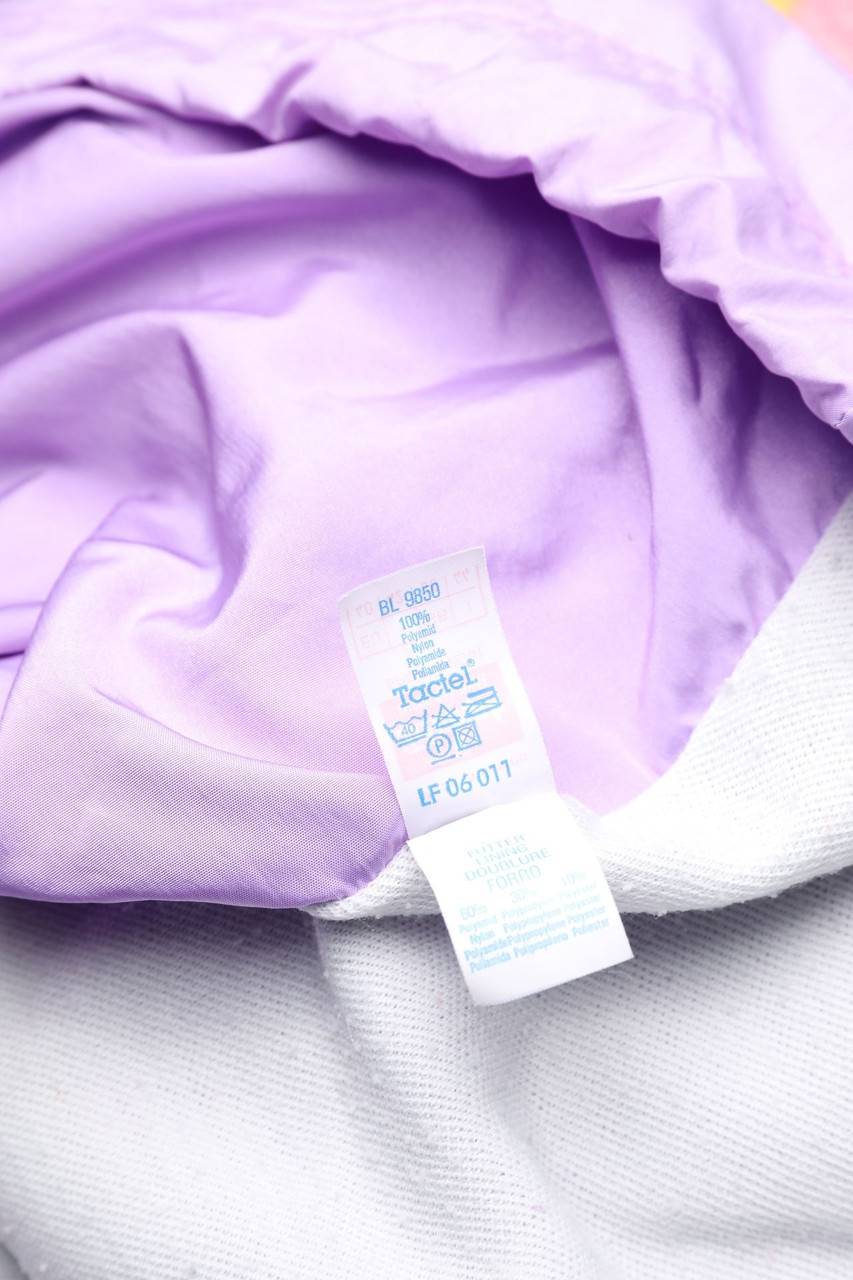 BL 9850
100%
Polyamid
Nylon
Polyamide
Poliamida
Tactel®
40
P
LF 06 011
FUTTER
LINING
DOUBLURE
FORRO
60% 30% 10%
Polyamid Polypropylen Polyester
Nylon Polypropylene Polyester
Polyamide Polypropylene Polyester
Poliamida Polipropileno Poliester